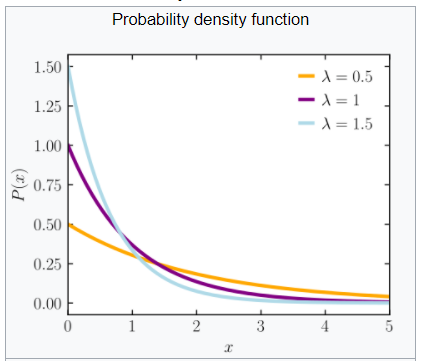 Probability density function
1.50
1.25
1.00
0.75
0.50
0.25
0.00
P(x)
λ = 0.5
λ = 1
λ = 1.5
0 1 2 3 4 5
x